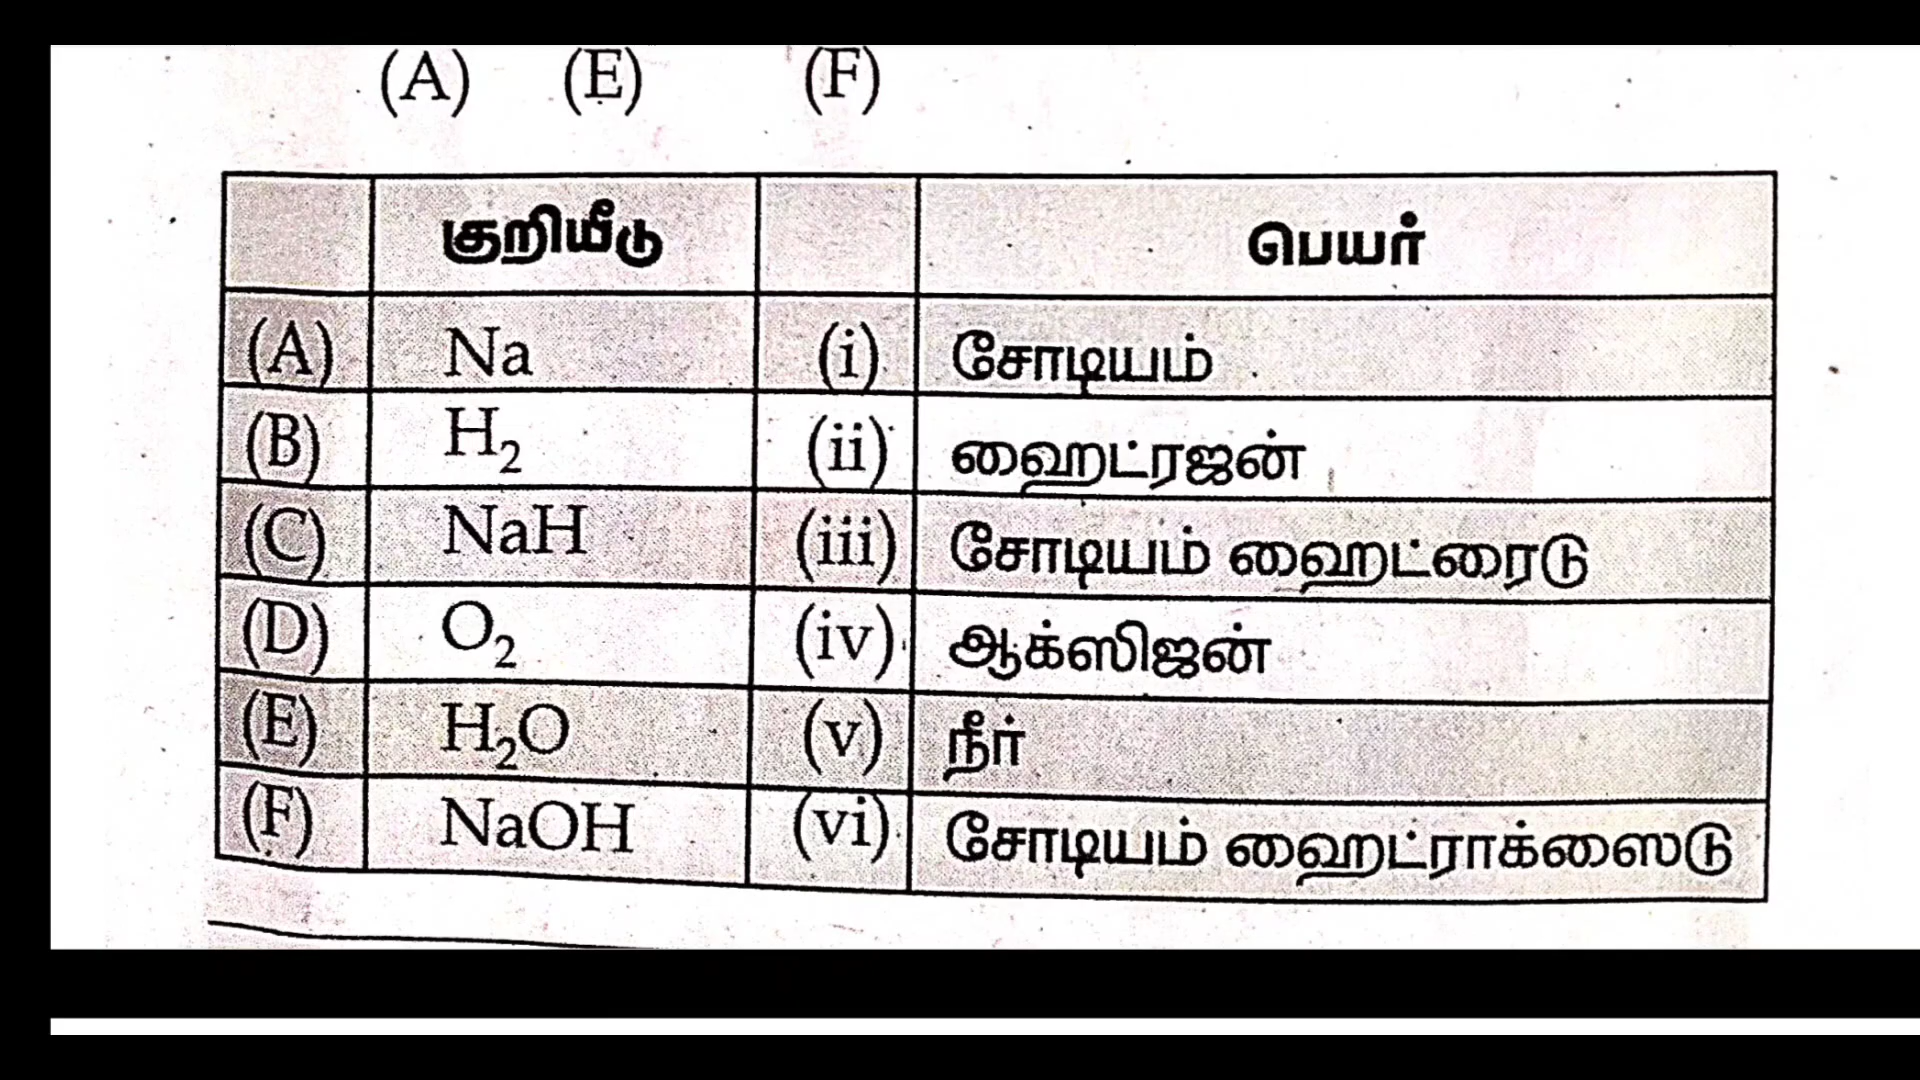 (A) (E) (F)
குறியீடு பெயர்
(A) Na (i) சோடியம்
(B) H₂ (ii) ஹைட்ரஜன்
(C) NaH (iii) சோடியம் ஹைட்ரைடு
(D) O₂ (iv) ஆக்ஸிஜன்
(E) H₂O (v) நீர்
(F) NaOH (vi) சோடியம் ஹைட்ராக்ஸைடு